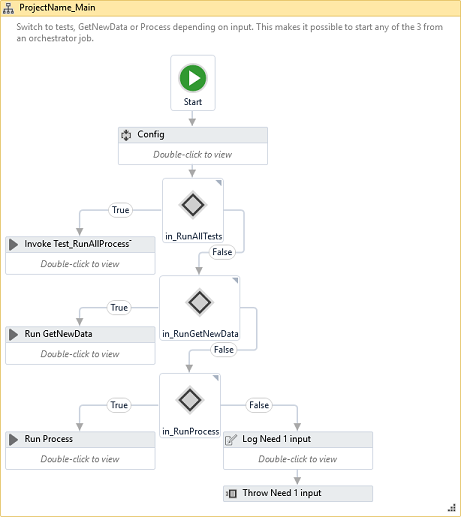 ProjectName_Main
Switch to tests, GetNewData or Process depending on input. This makes it possible to start any of the 3 from
an orchestrator job.
Start
Config
Double-click to view
True
in_RunAllTests
Invoke Test_RunAllProcess
False
Double-click to view
True
in_RunGetNewData
Run GetNewData
False
Double-click to view
True
False
in_RunProcess
Run Process
Log Need 1 input
Double-click to view
Double-click to view
Throw Need 1 input